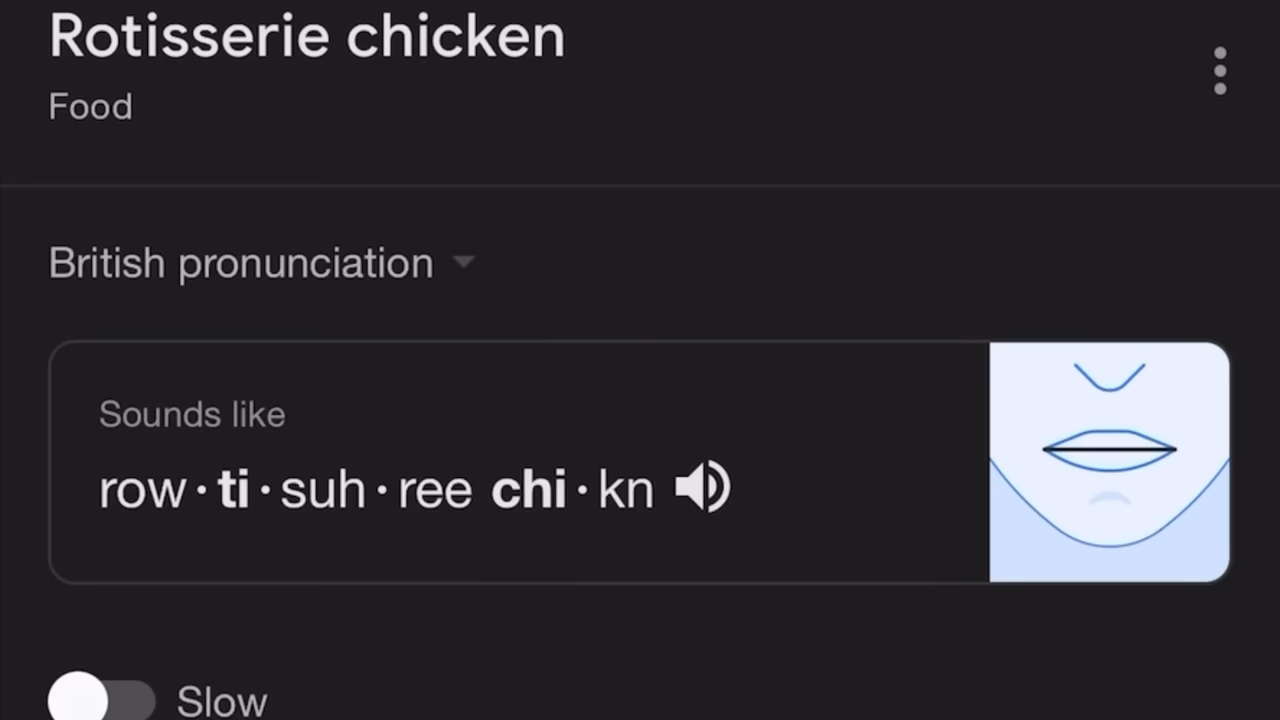 Rotisserie chicken
Food
British pronunciation
Sounds like
row · ti · suh · ree chi · kn
Slow